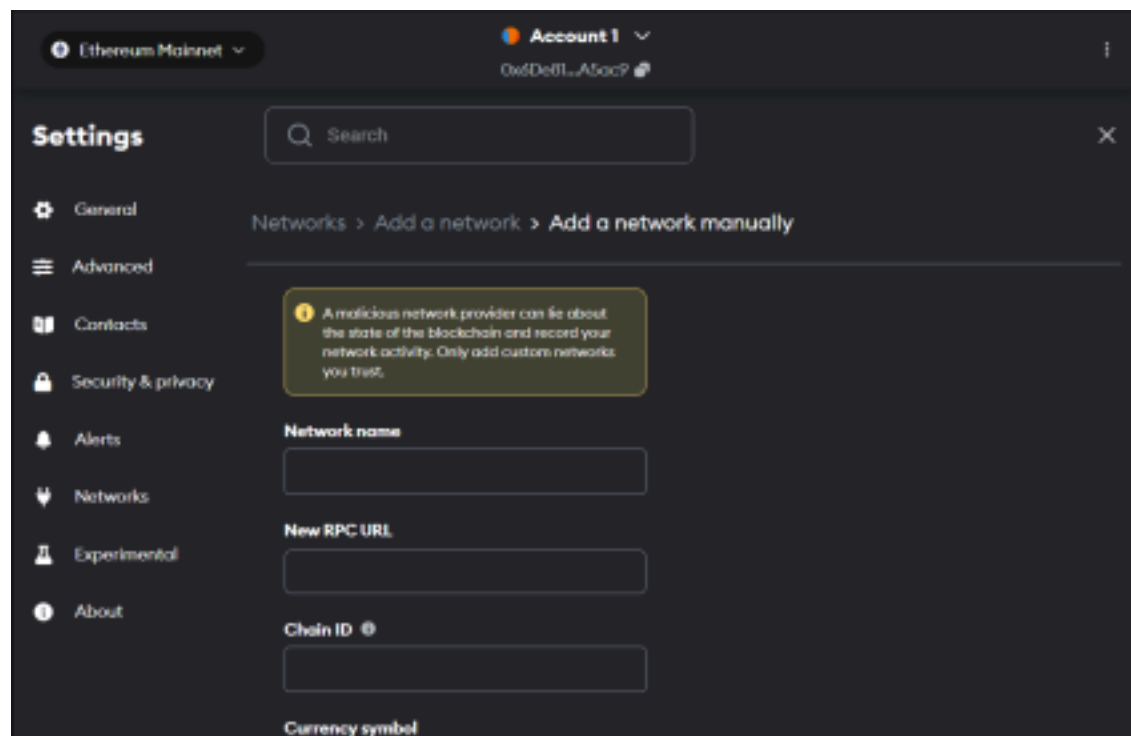 Ethereum Mainnet
Account 1
0x6De81...A5ac9
Settings
Search
General
Networks > Add a network > Add a network manually
Advanced
A malicious network provider can lie about
the state of the blockchain and record your
network activity. Only add custom networks
you trust.
Contacts
Security & privacy
Alerts
Network name
Networks
New RPC URL
Experimental
About
Chain ID
Currency symbol